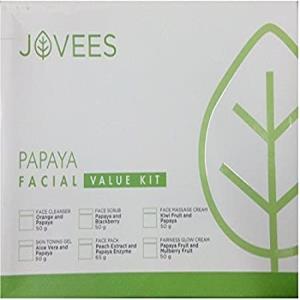 JOVEES
PAPAYA
FACIAL VALUE KIT
FACE CLEANSER
Orange and
Papaya
50 g
FACE SCRUB
Papaya and
Blackberry
50 g
FACE MASSAGE CREAM
Kiwi Fruit and
Papaya
50 g
SKIN TONING GEL
Aloe Vera and
Papaya
50 g
FACE PACK
Peach Extract and
Papaya Enzyme
65 g
FAIRNESS GLOW CREAM
Papaya Fruit and
Mulberry Fruit
50 g